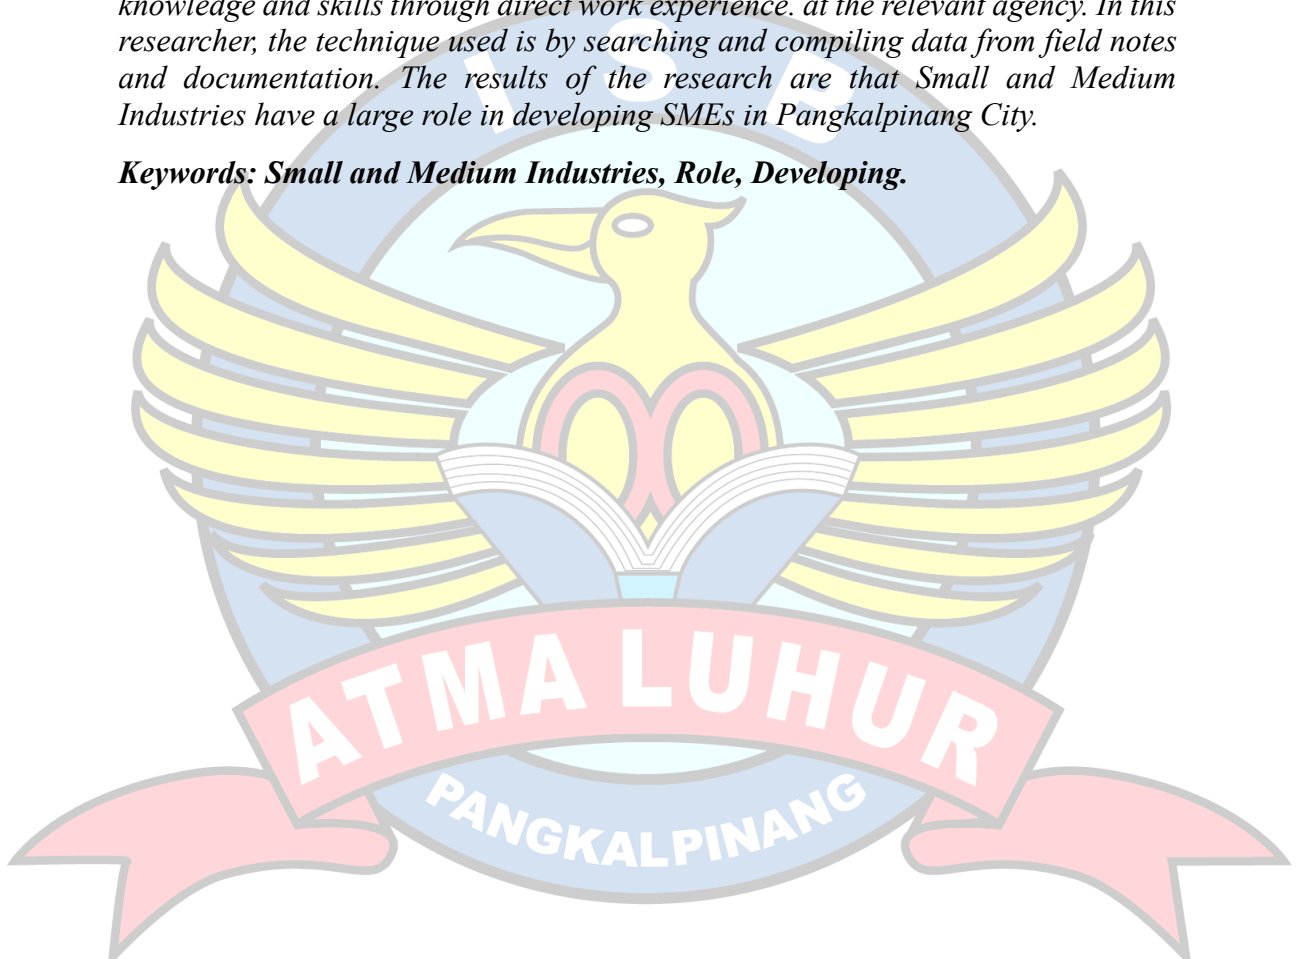 knowledge and skills through direct work experience. at the relevant agency. In this
researcher, the technique used is by searching and compiling data from field notes
and documentation. The results of the research are that Small and Medium
Industries have a large role in developing SMEs in Pangkalpinang City.
Keywords: Small and Medium Industries, Role, Developing.
ISB
ATMA LUHUR
PANGKALPINANG